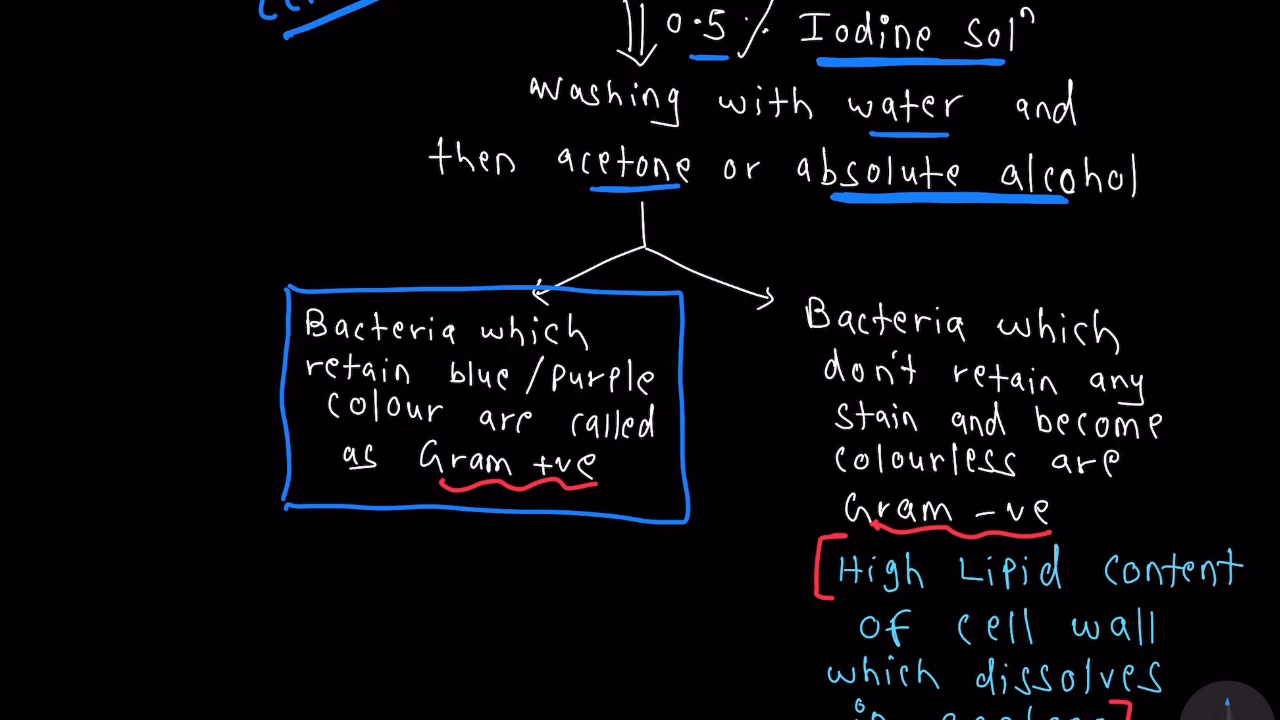 0.5% Iodine Solⁿ
washing with water and
then acetone or absolute alcohol
Bacteria which
retain blue/purple
colour are called
as Gram +ve
Bacteria which
don't retain any
stain and become
colourless are
Gram -ve
[High Lipid content
of cell wall
which dissolves
in